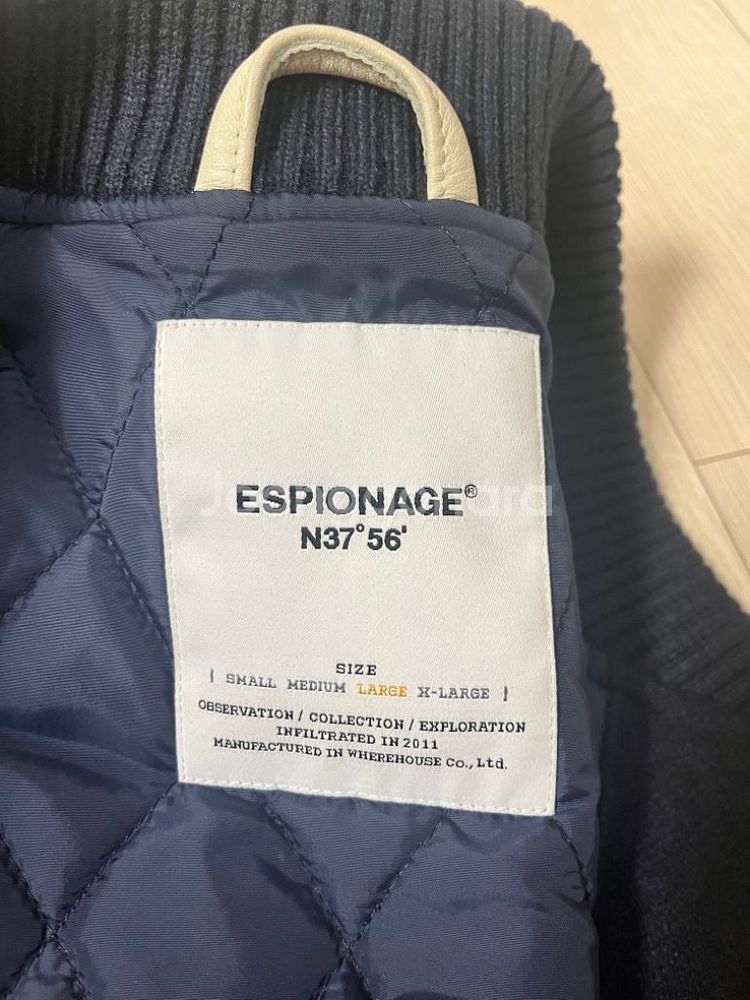 ESPIONAGE®
N37°56'
SIZE
| SMALL MEDIUM LARGE X-LARGE |
OBSERVATION / COLLECTION / EXPLORATION
INFILTRATED IN 2011
MANUFACTURED IN WHEREHOUSE Co., Ltd.